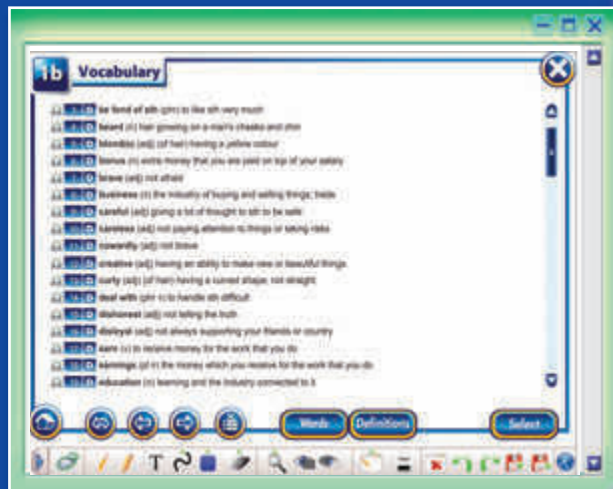 1b Vocabulary
be fond of sth (phr) to like sth very much
beard (n) hair growing on a man's cheeks and chin
blond(e) (adj) (of hair) having a yellow colour
bonus (n) extra money that you are paid on top of your salary
brave (adj) not afraid
business (n) the industry of buying and selling things; trade
careful (adj) giving a lot of thought to sth to be safe
careless (adj) not paying attention to things or taking risks
cowardly (adj) not brave
creative (adj) having an ability to make new or beautiful things
curly (adj) (of hair) having a curved shape; not straight
deal with (phr v) to handle sth difficult
dishonest (adj) not telling the truth
disloyal (adj) not always supporting your friends or country
earn (v) to receive money for the work that you do
earnings (pl n) the money which you receive for the work that you do
education (n) learning and the industry connected to it
Words Definitions Select
T